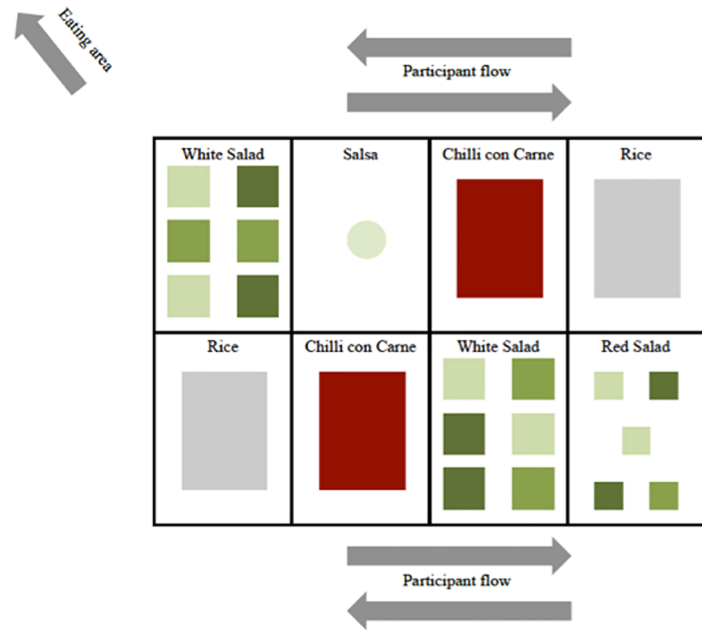 Eating area
Participant flow
White Salad
Salsa
Chilli con Carne
Rice
Rice
Chilli con Carne
White Salad
Red Salad
Participant flow